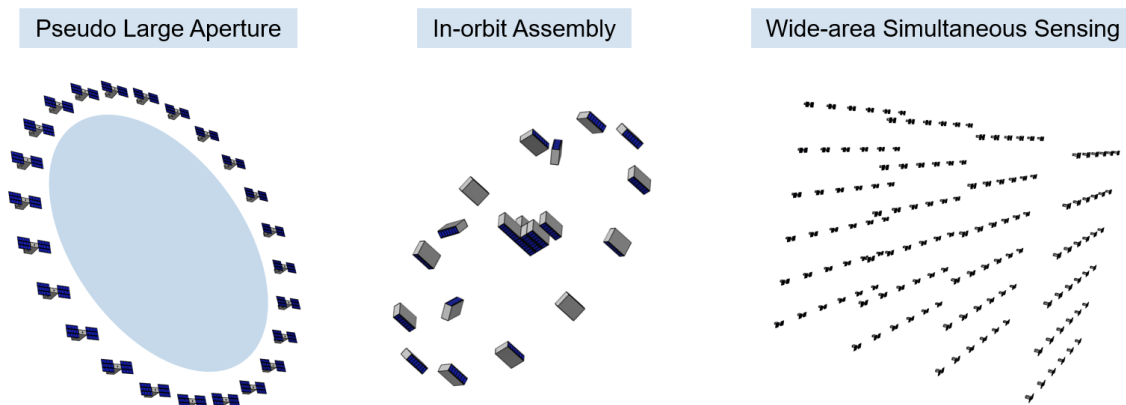 Pseudo Large Aperture
In-orbit Assembly
Wide-area Simultaneous Sensing